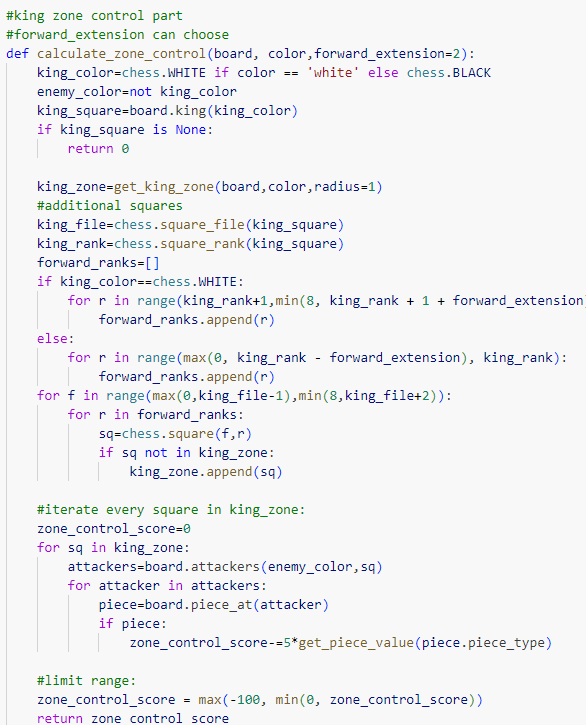 #king zone control part
#forward_extension can choose
def calculate_zone_control(board, color,forward_extension=2):
    king_color=chess.WHITE if color == 'white' else chess.BLACK
    enemy_color=not king_color
    king_square=board.king(king_color)
    if king_square is None:
        return 0

    king_zone=get_king_zone(board,color,radius=1)
    #additional squares
    king_file=chess.square_file(king_square)
    king_rank=chess.square_rank(king_square)
    forward_ranks=[]
    if king_color==chess.WHITE:
        for r in range(king_rank+1,min(8, king_rank + 1 + forward_extension
            forward_ranks.append(r)
    else:
        for r in range(max(0, king_rank - forward_extension), king_rank):
            forward_ranks.append(r)
    for f in range(max(0,king_file-1),min(8,king_file+2)):
        for r in forward_ranks:
            sq=chess.square(f,r)
            if sq not in king_zone:
                king_zone.append(sq)

    #iterate every square in king_zone:
    zone_control_score=0
    for sq in king_zone:
        attackers=board.attackers(enemy_color,sq)
        for attacker in attackers:
            piece=board.piece_at(attacker)
            if piece:
                zone_control_score-=5*get_piece_value(piece.piece_type)

    #limit range:
    zone_control_score = max(-100, min(0, zone_control_score))
    return zone_control_score